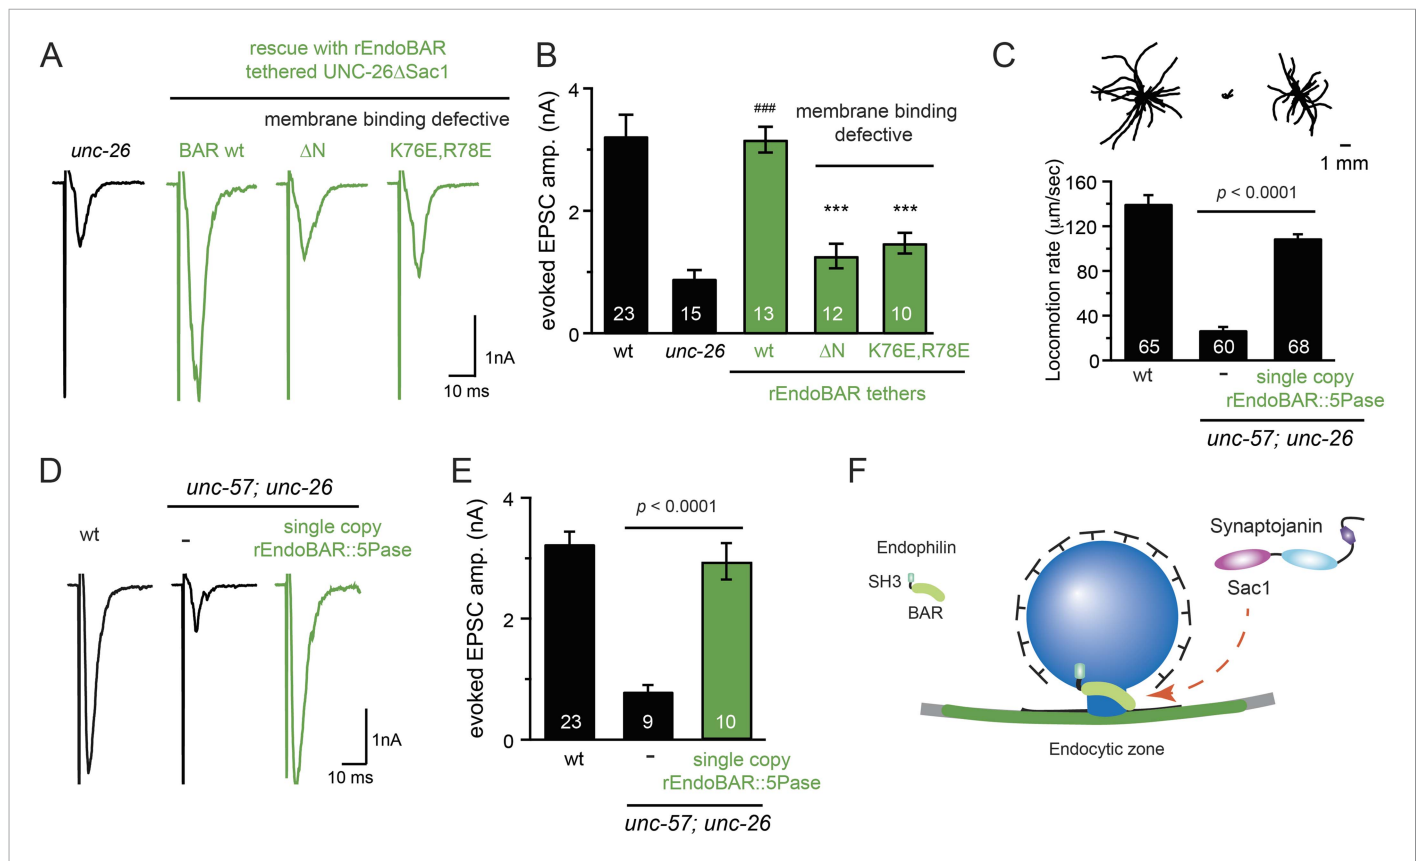 A
rescue with rEndoBAR
tethered UNC-26ΔSac1
membrane binding defective
unc-26
BAR wt
ΔN
K76E,R78E
1nA
10 ms
B
evoked EPSC amp. (nA)
4
2
0
###
membrane binding
defective
***
***
23
15
13
12
10
wt
unc-26
wt
ΔN
K76E,R78E
rEndoBAR tethers
C
1 mm
Locomotion rate (µm/sec)
160
120
80
40
0
p < 0.0001
65
60
68
wt
-
single copy
rEndoBAR::5Pase
unc-57; unc-26
D
unc-57; unc-26
wt
-
single copy
rEndoBAR::5Pase
1nA
10 ms
E
evoked EPSC amp. (nA)
4
2
0
p < 0.0001
23
9
10
wt
-
single copy
rEndoBAR::5Pase
unc-57; unc-26
F
Endophilin
SH3
BAR
Synaptojanin
Sac1
Endocytic zone